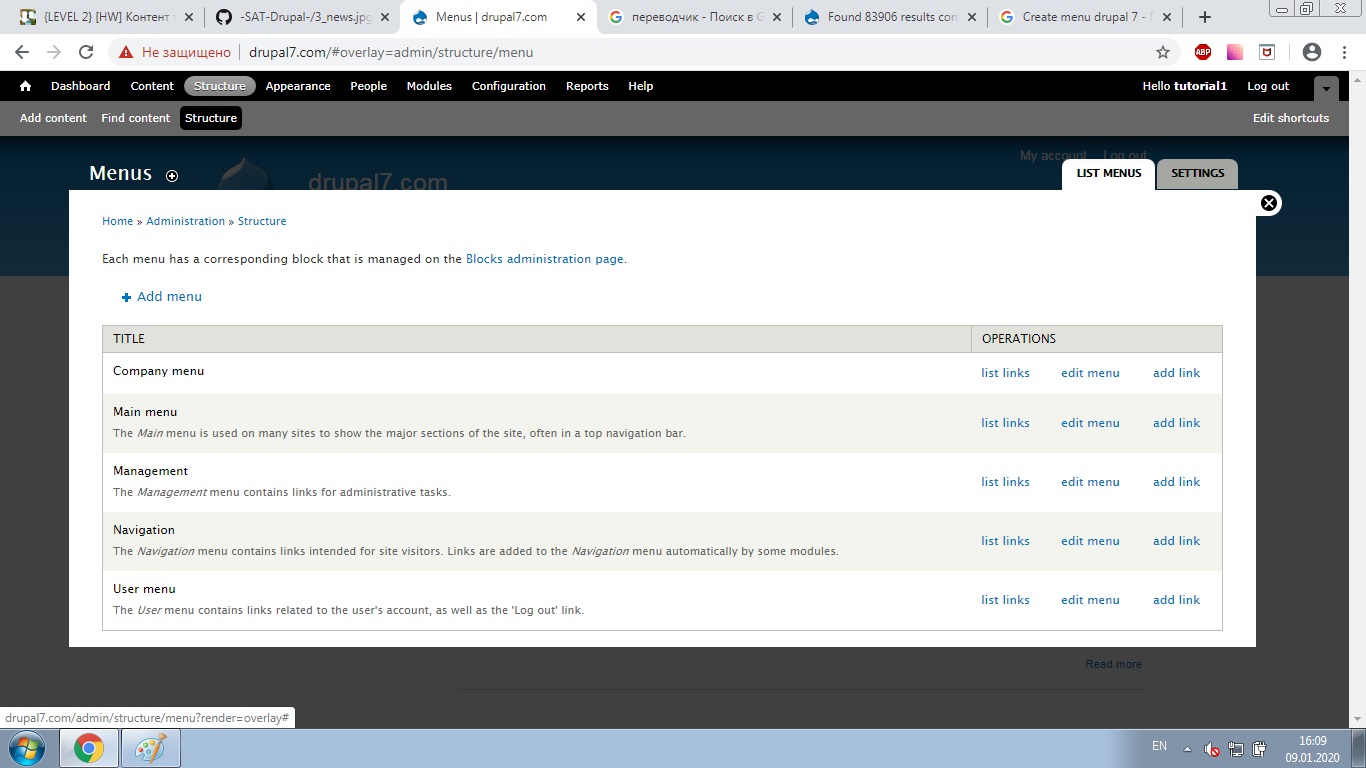 {LEVEL 2} [HW] Контент
-SAT-Drupal-/3_news.jpg
Menus | drupal7.com
переводчик - Поиск в G
Found 83906 results con
Create menu drupal 7 -
Не защищено
drupal7.com/#overlay=admin/structure/menu
ABP
Dashboard
Content
Structure
Appearance
People
Modules
Configuration
Reports
Help
Hello tutorial1
Log out
Add content
Find content
Structure
Edit shortcuts
My account
Log out
drupal7.com
Menus
LIST MENUS
SETTINGS
Home » Administration » Structure
Each menu has a corresponding block that is managed on the Blocks administration page.
Add menu
TITLE
OPERATIONS
Company menu
list links
edit menu
add link
Main menu
The Main menu is used on many sites to show the major sections of the site, often in a top navigation bar.
list links
edit menu
add link
Management
The Management menu contains links for administrative tasks.
list links
edit menu
add link
Navigation
The Navigation menu contains links intended for site visitors. Links are added to the Navigation menu automatically by some modules.
list links
edit menu
add link
User menu
The User menu contains links related to the user's account, as well as the 'Log out' link.
list links
edit menu
add link
Read more
drupal7.com/admin/structure/menu?render=overlay#
EN
16:09
09.01.2020